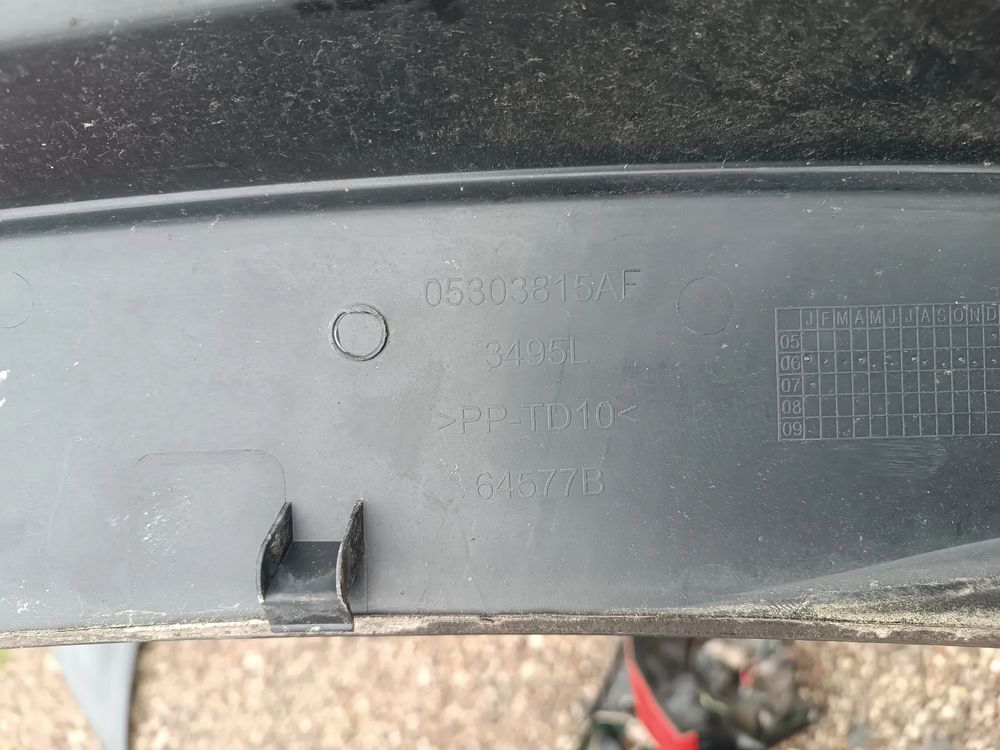 05303815AF
3495L
>PP-TD10<
64577B
J F M A M J J A S O N D
05
06
07
08
09